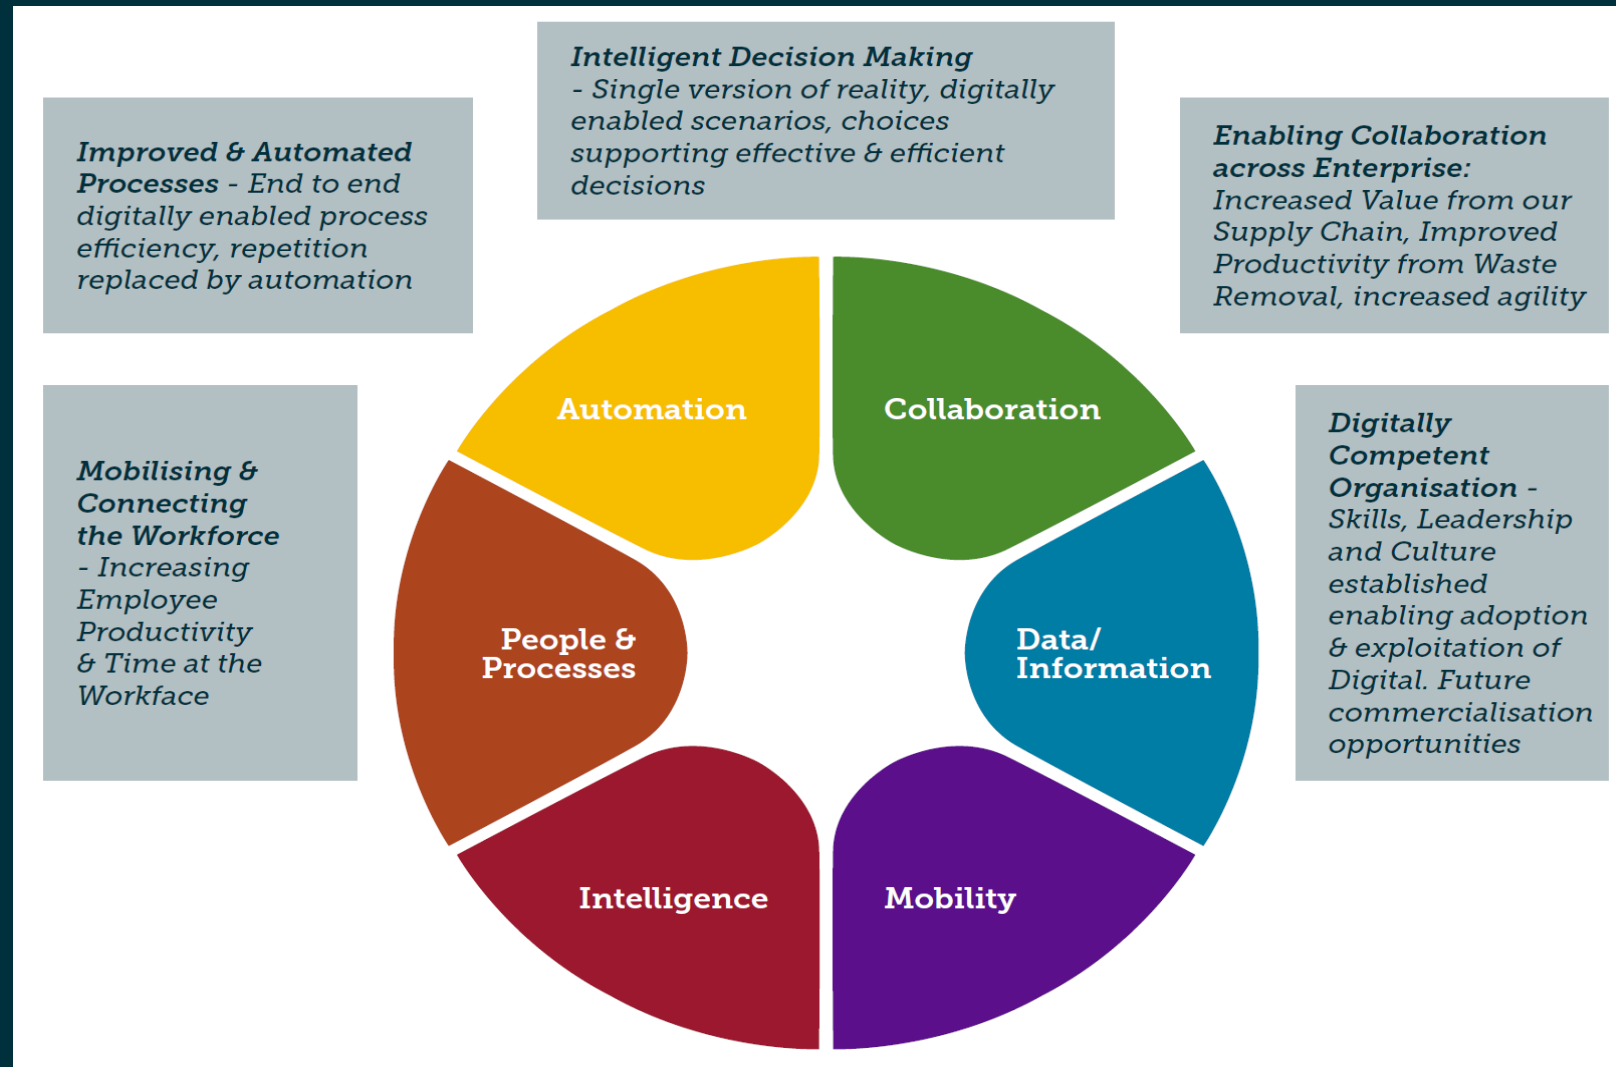 Intelligent Decision Making
- Single version of reality, digitally
enabled scenarios, choices
supporting effective & efficient
decisions
Improved & Automated
Processes - End to end
digitally enabled process
efficiency, repetition
replaced by automation
Enabling Collaboration
across Enterprise:
Increased Value from our
Supply Chain, Improved
Productivity from Waste
Removal, increased agility
Mobilising &
Connecting
the Workforce
- Increasing
Employee
Productivity
& Time at the
Workface
Digitally
Competent
Organisation -
Skills, Leadership
and Culture
established
enabling adoption
& exploitation of
Digital. Future
commercialisation
opportunities
Automation
Collaboration
People &
Processes
Data/
Information
Intelligence
Mobility